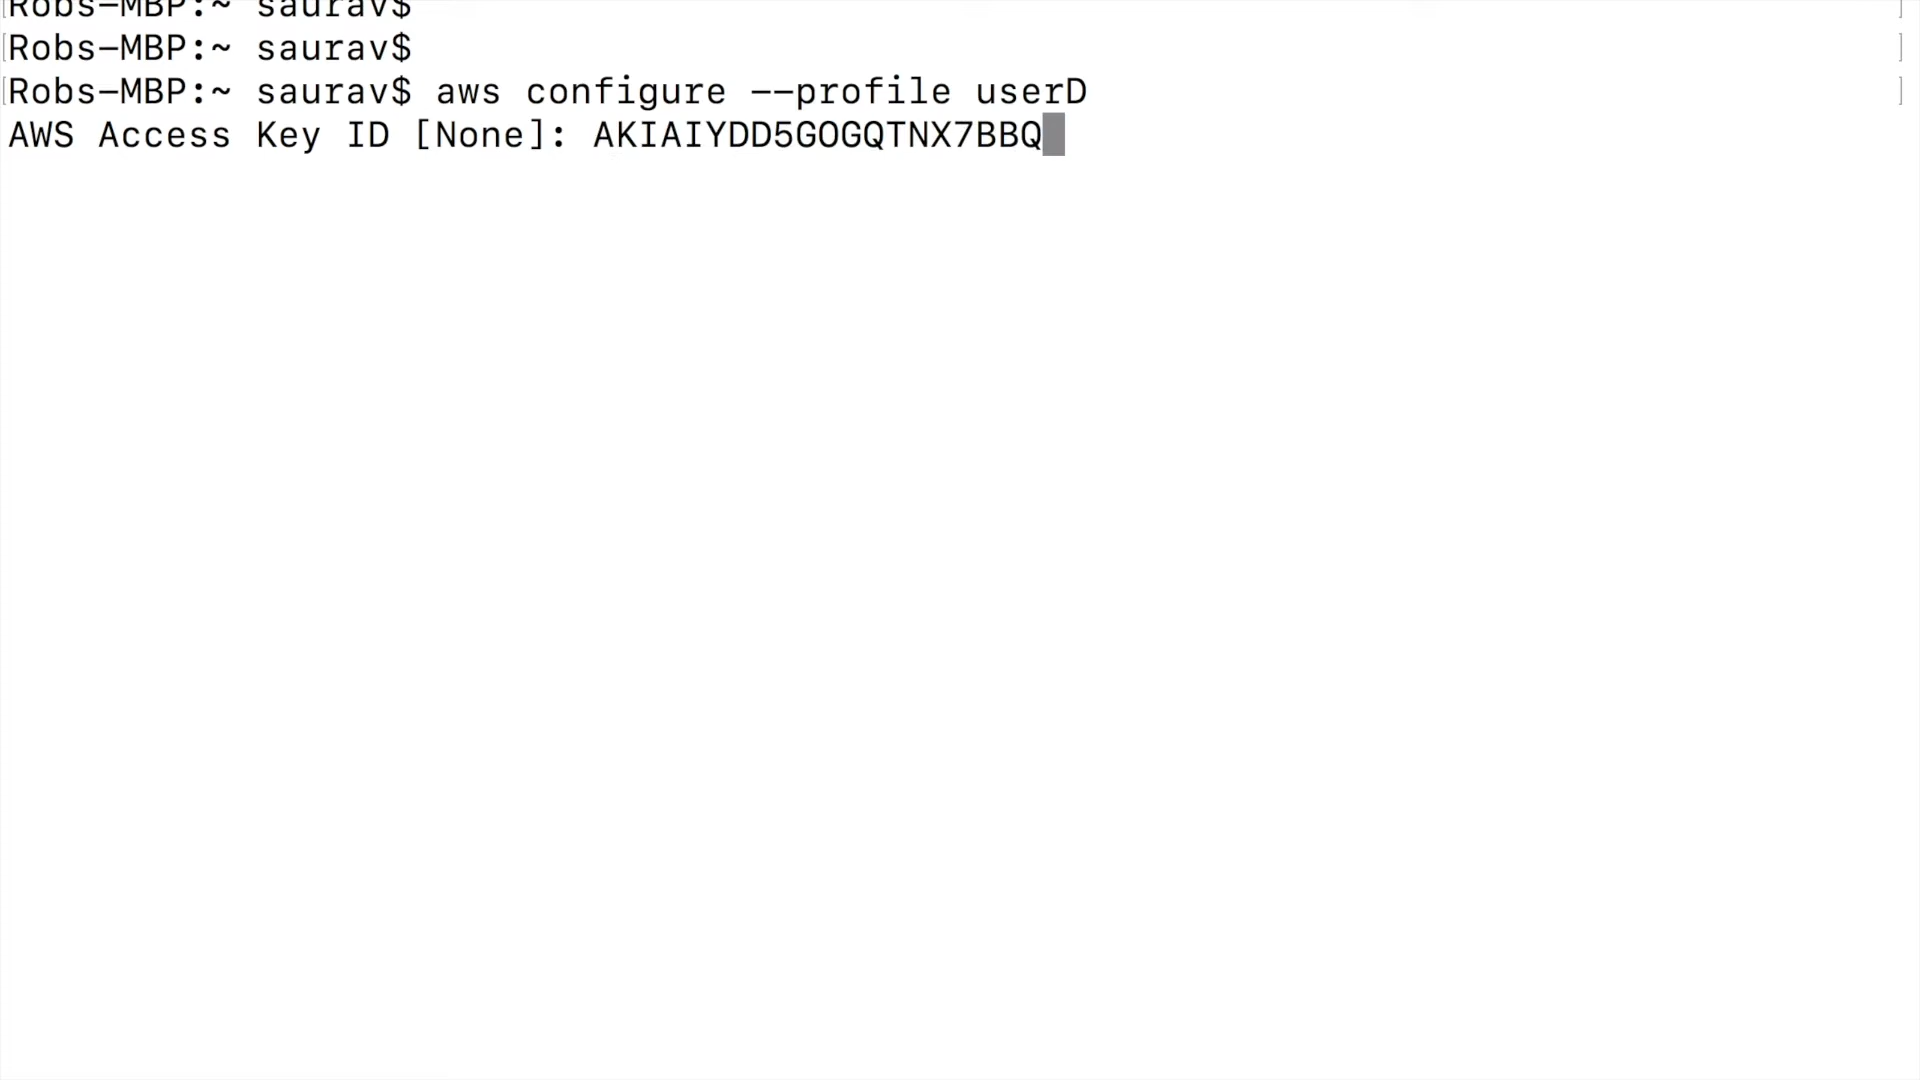 Robs-MBP:~ saurav$
Robs-MBP:~ saurav$
Robs-MBP:~ saurav$ aws configure --profile userD
AWS Access Key ID [None]: AKIAIYDD5GOGQTNX7BBQ